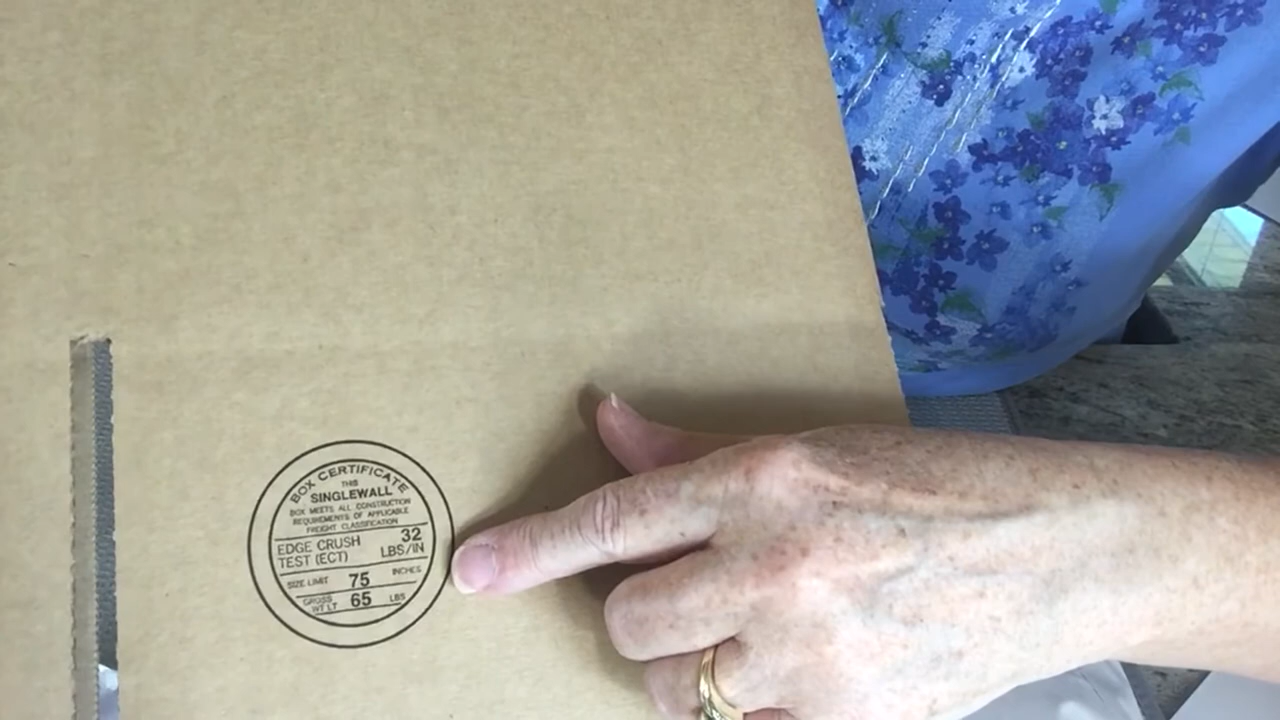 BOX CERTIFICATE
THIS
SINGLEWALL
BOX MEETS ALL CONSTRUCTION
REQUIREMENTS OF APPLICABLE
FREIGHT CLASSIFICATION
EDGE CRUSH 32
TEST (ECT) LBS/IN
SIZE LIMIT 75 INCHES
GROSS
WT LT 65 LBS